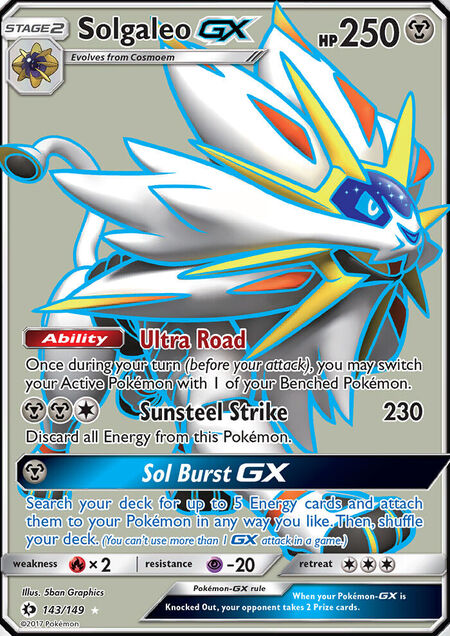 STAGE2 Solgaleo GX HP250
Evolves from Cosmoem
Ability Ultra Road
Once during your turn (before your attack), you may switch
your Active Pokémon with 1 of your Benched Pokémon.
Sunsteel Strike 230
Discard all Energy from this Pokémon.
Sol Burst GX
Search your deck for up to 5 Energy cards and attach
them to your Pokémon in any way you like. Then, shuffle
your deck. (You can't use more than 1 GX attack in a game.)
weakness ×2 resistance -20 retreat
Illus. 5ban Graphics
143/149
©2017 Pokémon
Pokémon-GX rule
When your Pokémon-GX is
Knocked Out, your opponent takes 2 Prize cards.